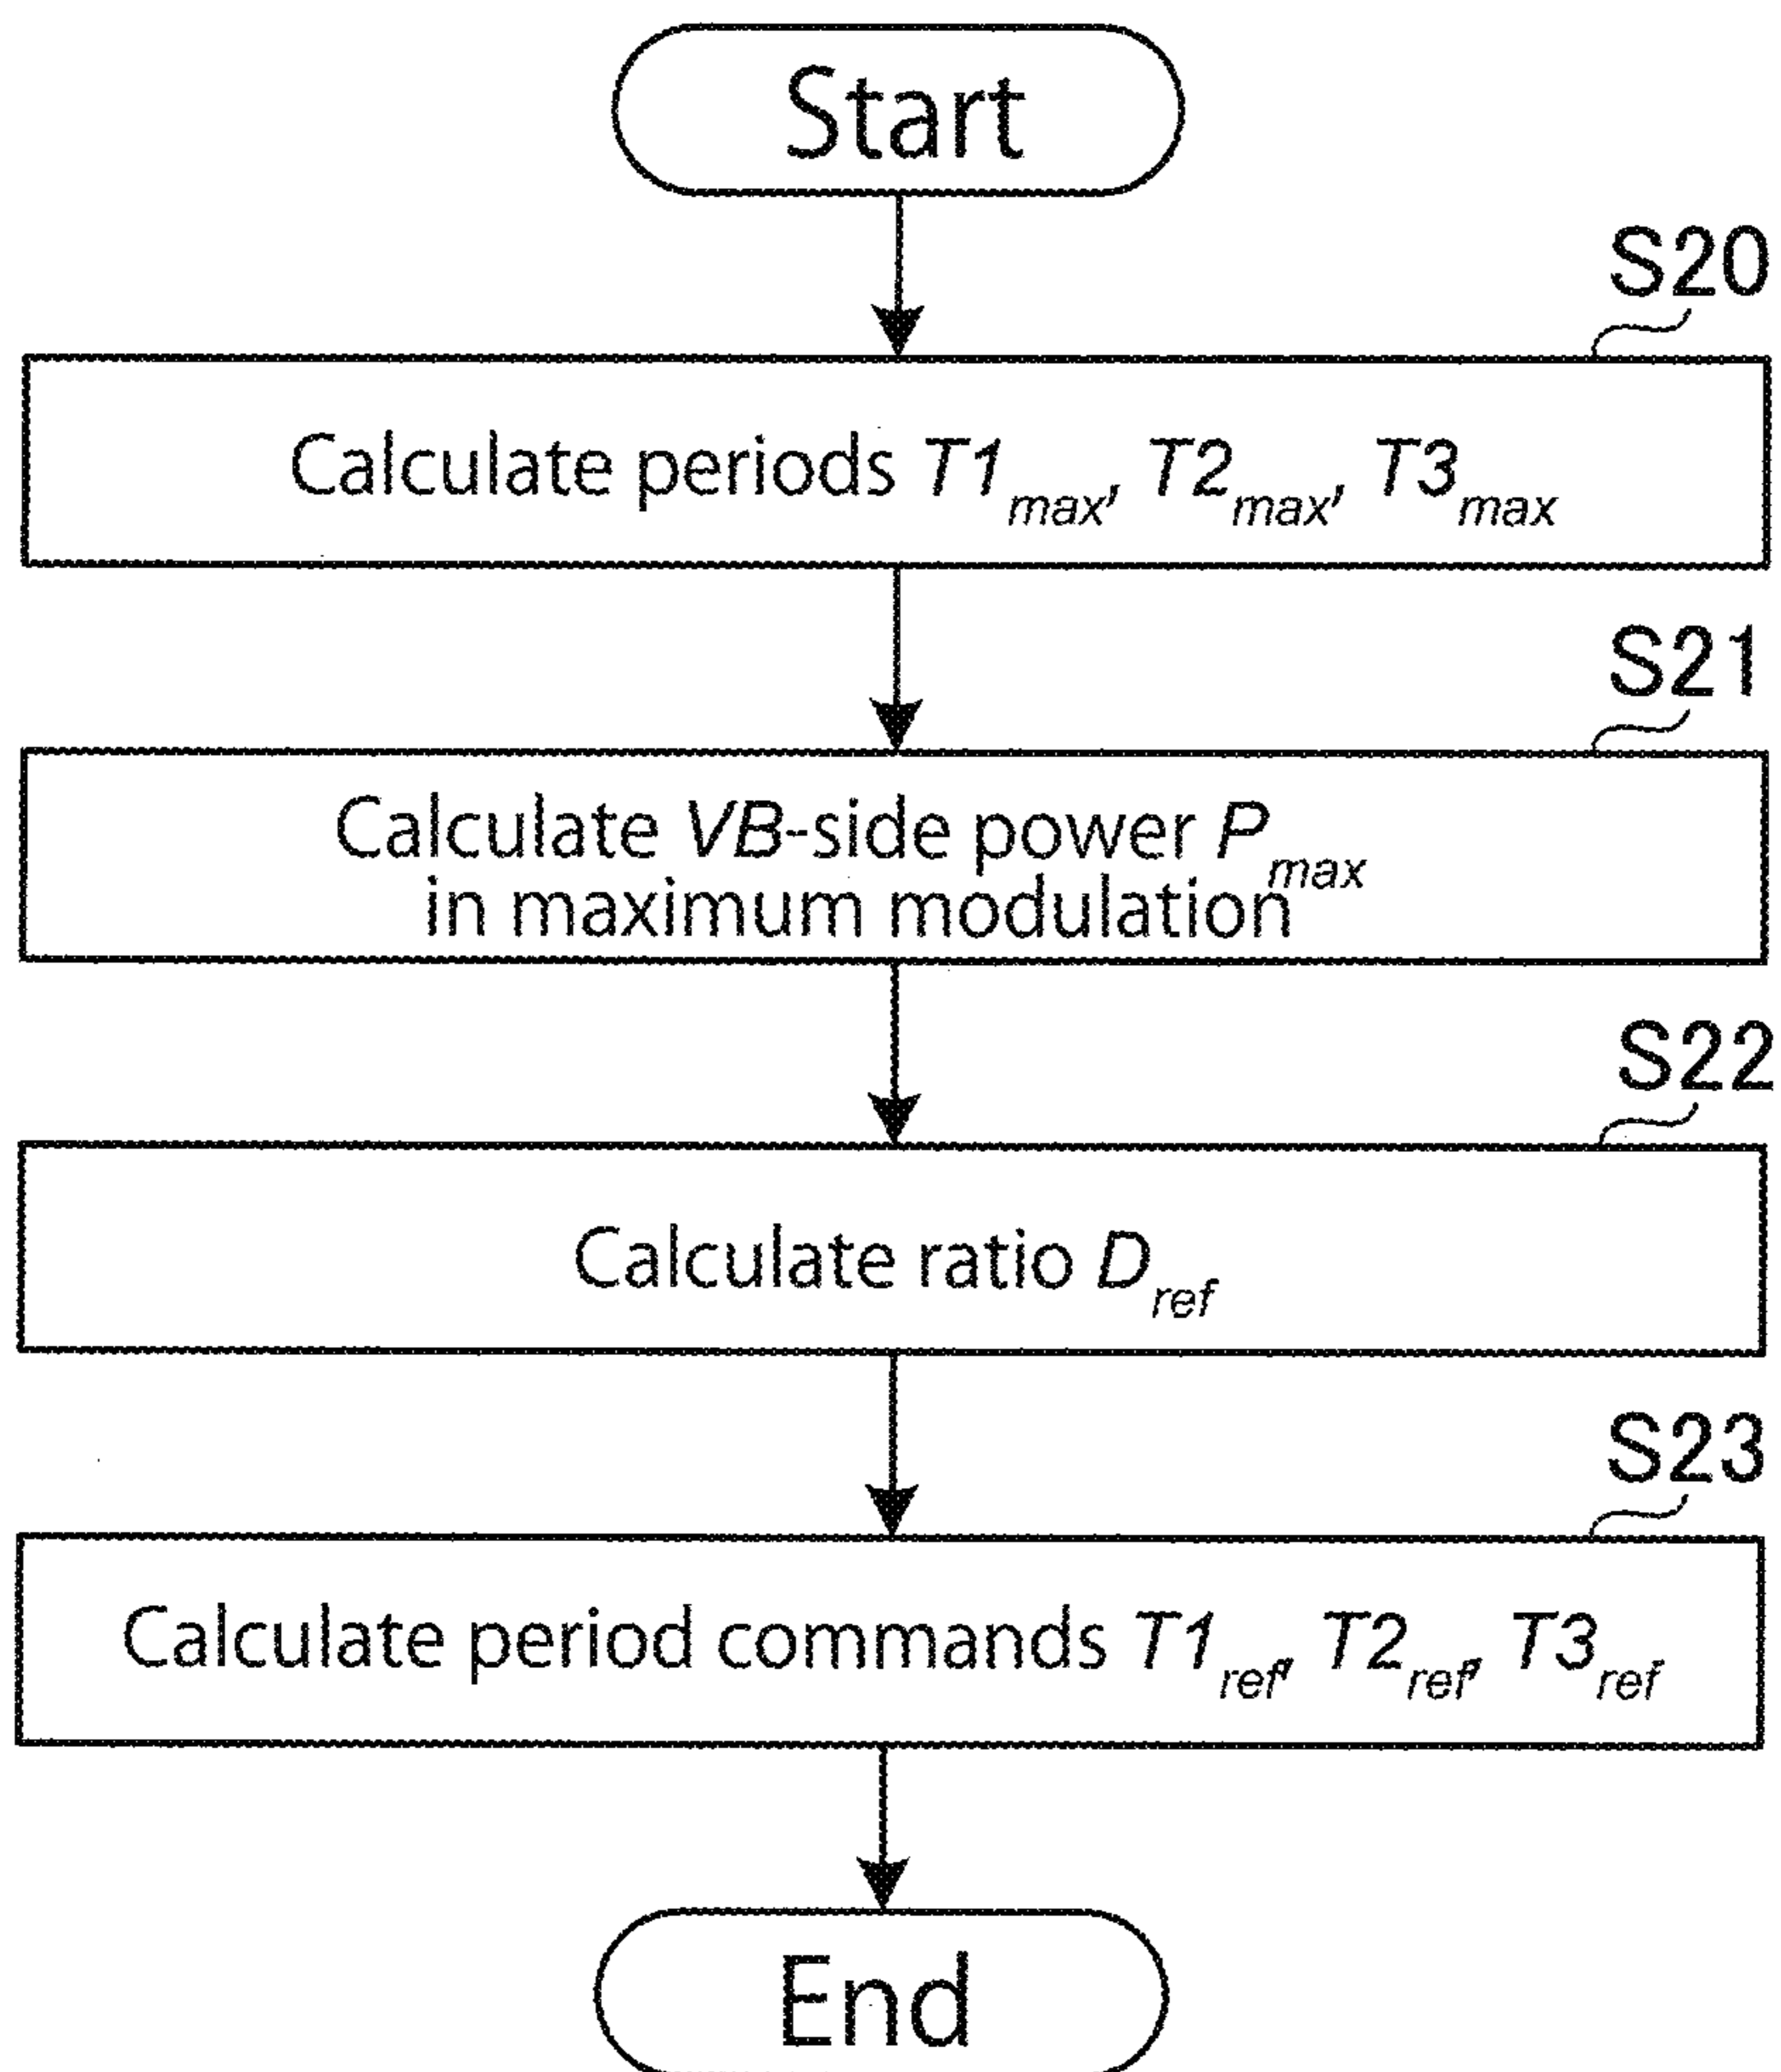 Start
S20
Calculate periods T1max, T2max, T3max
S21
Calculate VB-side power Pmax
in maximum modulation
S22
Calculate ratio Dref
S23
Calculate period commands T1ref, T2ref, T3ref
End